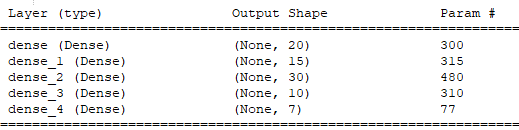 Layer (type) Output Shape Param #
dense (Dense) (None, 20) 300
dense_1 (Dense) (None, 15) 315
dense_2 (Dense) (None, 30) 480
dense_3 (Dense) (None, 10) 310
dense_4 (Dense) (None, 7) 77